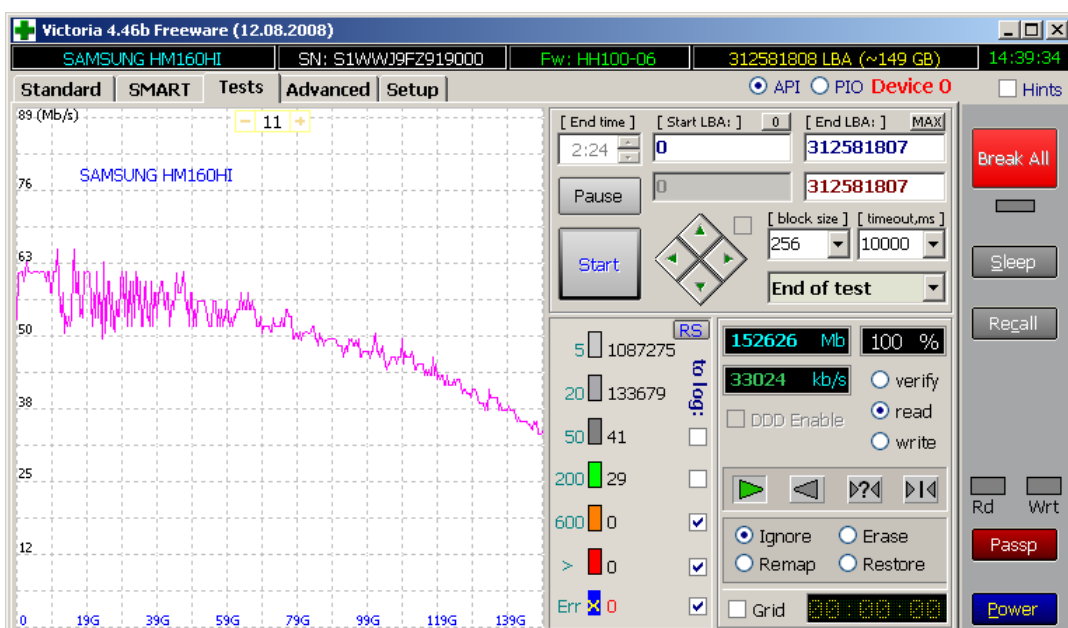 Victoria 4.46b Freeware (12.08.2008)
SAMSUNG HM160HI SN: S1WWJ9FZ919000 Fw: HH100-06 312581808 LBA (~149 GB) 14:39:34
Standard SMART Tests Advanced Setup API PIO Device 0 Hints
89 (Mb/s) - 11 +
SAMSUNG HM160HI
76
63
50
38
25
12
0 19G 39G 59G 79G 99G 119G 139G
[ End time ] [ Start LBA: ] 0 [ End LBA: ] MAX
2:24 0 312581807
Pause 0 312581807
[ block size ] [ timeout,ms ]
Start 256 10000
End of test
RS
to log:
5 1087275
20 133679
50 41
200 29
600 0
> 0
Err 0
152626 Mb 100 %
33024 kb/s verify
DDD Enable read
write
Ignore Erase
Remap Restore
Grid 00:00:00
Break All
Sleep
Recall
Rd Wrt
Passp
Power